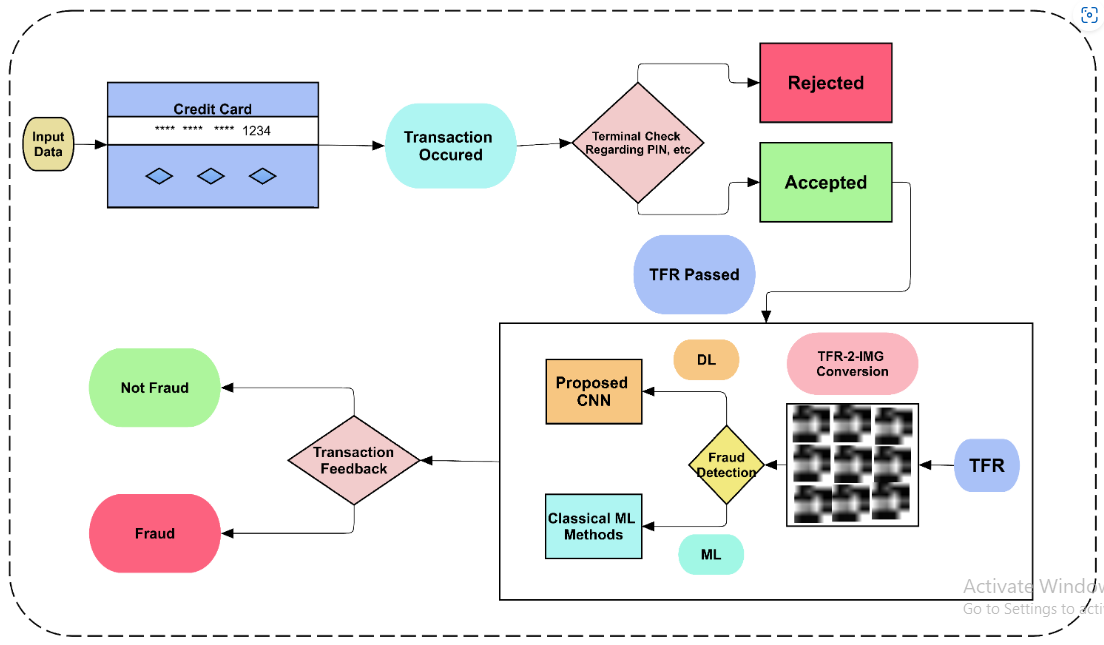 Input
Data
Credit Card
**** **** **** 1234
Transaction
Occured
Terminal Check
Regarding PIN, etc
Rejected
Accepted
TFR Passed
DL
TFR-2-IMG
Conversion
Proposed
CNN
Fraud
Detection
TFR
Classical ML
Methods
ML
Transaction
Feedback
Not Fraud
Fraud
Activate Window
Go to Settings to acti